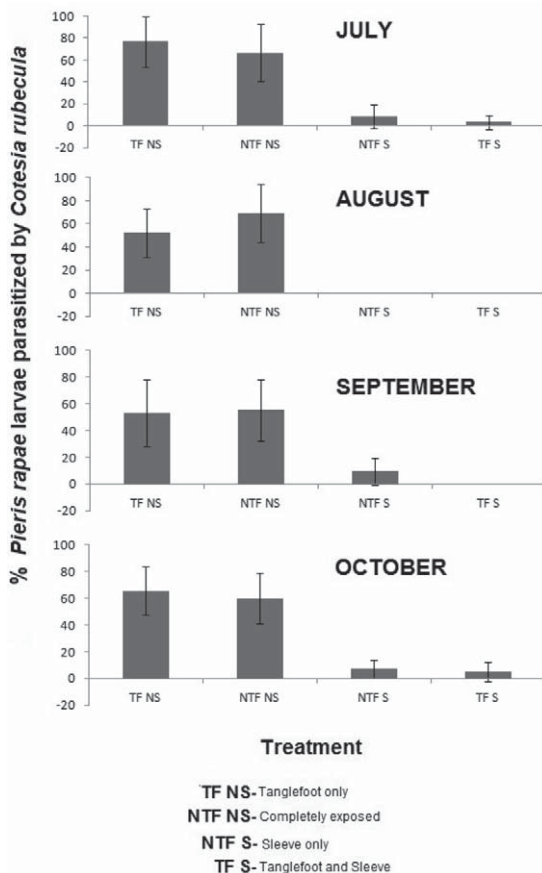 % Pieris rapae larvae parasitized by Cotesia rubecula
JULY
100
80
60
40
20
0
-20
TF NS NTF NS NTF S TF S
AUGUST
100
80
60
40
20
0
-20
TF NS NTF NS NTF S TF S
SEPTEMBER
100
80
60
40
20
0
-20
TF NS NTF NS NTF S TF S
OCTOBER
100
80
60
40
20
0
-20
TF NS NTF NS NTF S TF S
Treatment
TF NS- Tanglefoot only
NTF NS- Completely exposed
NTF S- Sleeve only
TF S- Tanglefoot and Sleeve